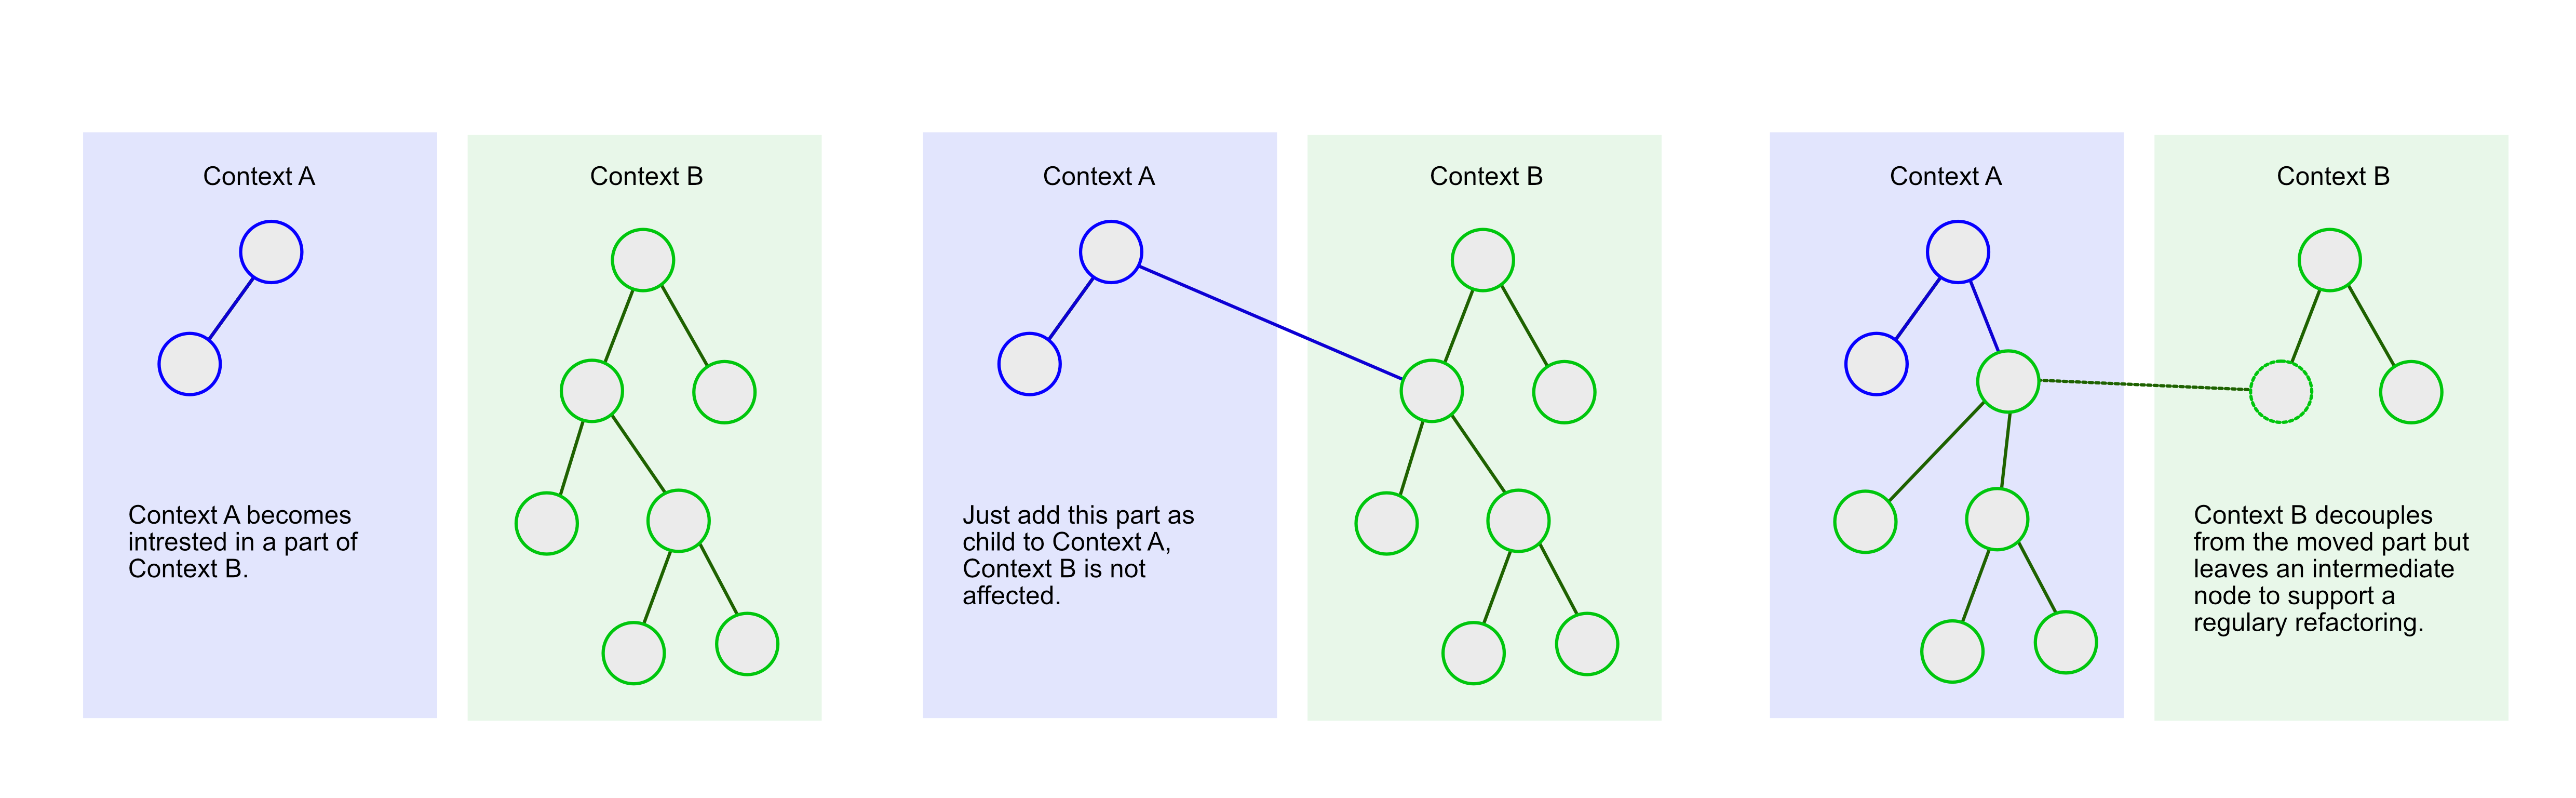 Context A
Context B
Context A becomes
intrested in a part of
Context B.
Context A
Context B
Just add this part as
child to Context A,
Context B is not
affected.
Context A
Context B
Context B decouples
from the moved part but
leaves an intermediate
node to support a
regulary refactoring.